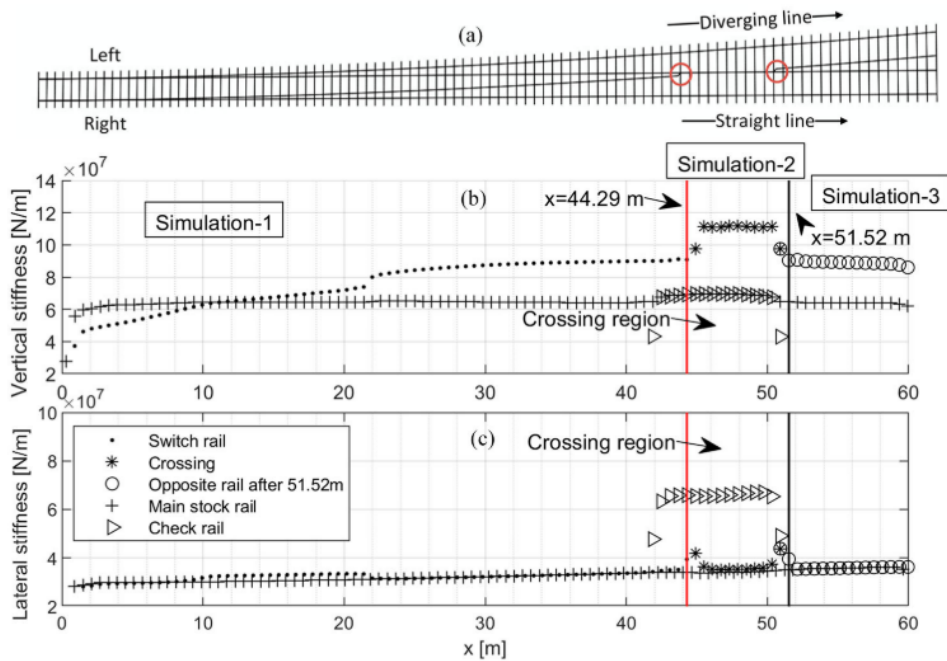 (a)
Diverging line
Left
Right
Straight line
Simulation-2
× 10^7
Simulation-1
(b)
x=44.29 m
Simulation-3
x=51.52 m
Vertical stiffness [N/m]
14
12
10
8
6
4
2
Crossing region
0
10
20
30
40
50
60
× 10^7
(c)
Crossing region
Lateral stiffness [N/m]
10
8
6
4
2
Switch rail
Crossing
Opposite rail after 51.52m
Main stock rail
Check rail
0
10
20
30
40
50
60
x [m]